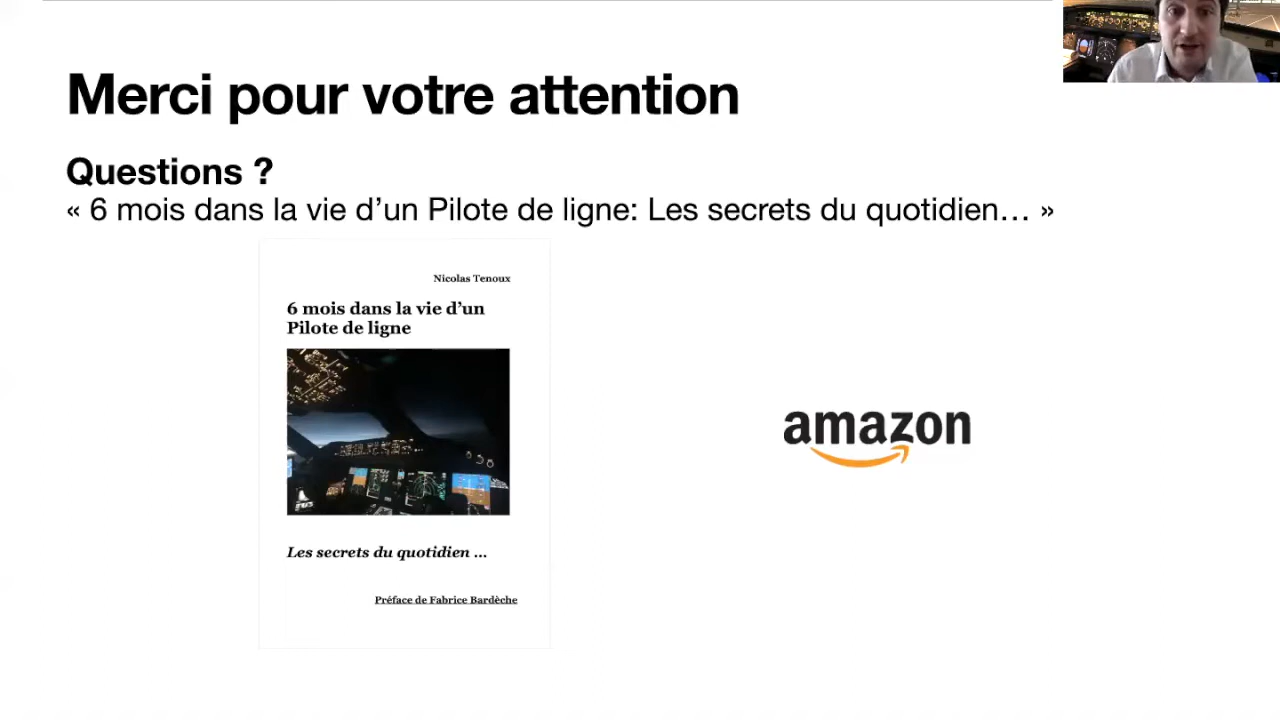 Merci pour votre attention
Questions ?
« 6 mois dans la vie d’un Pilote de ligne: Les secrets du quotidien… »
Nicolas Tenoux
6 mois dans la vie d’un
Pilote de ligne
Les secrets du quotidien ...
Préface de Fabrice Bardèche
amazon